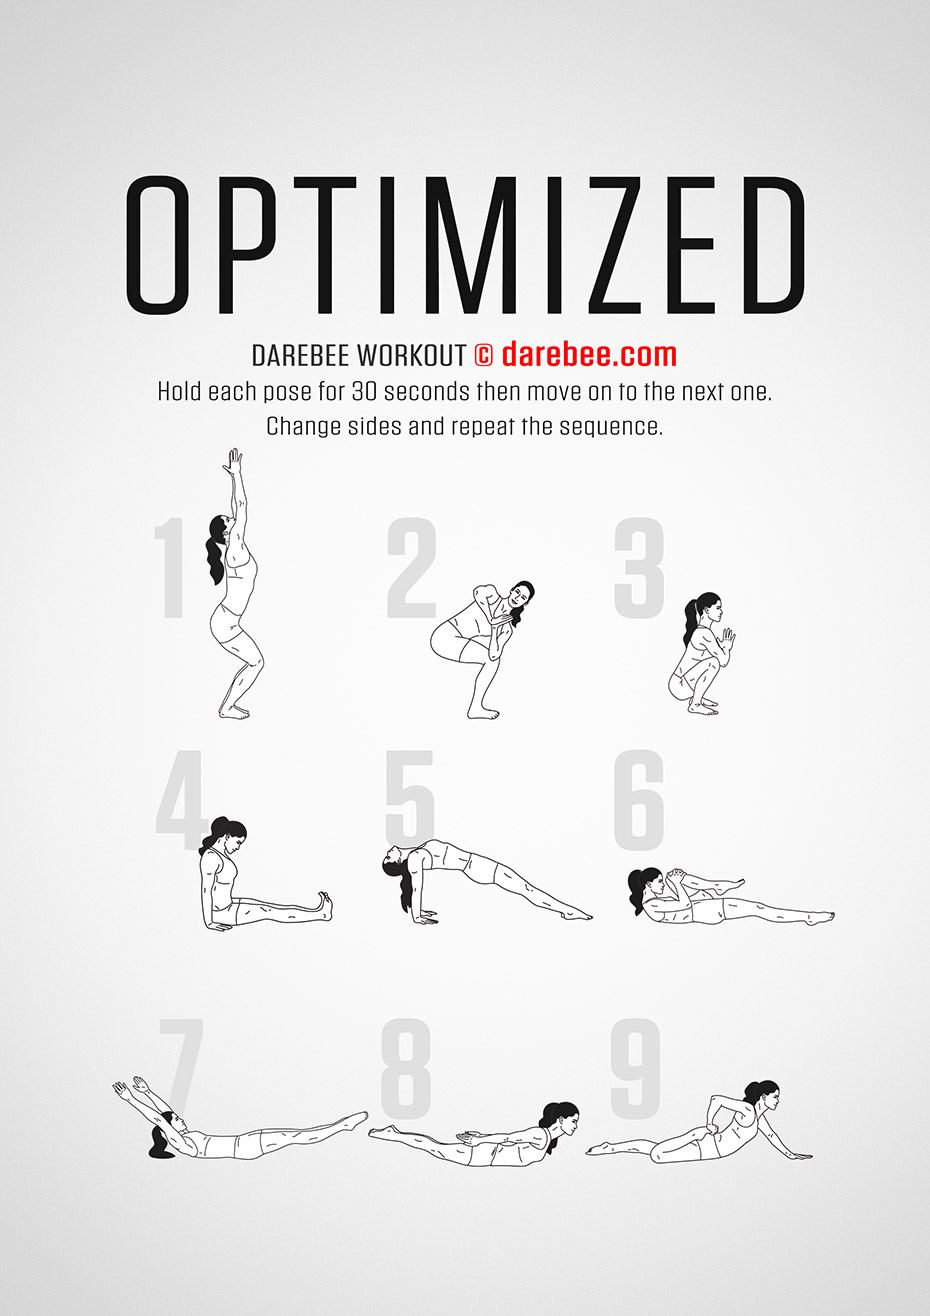 OPTIMIZED
DAREBEE WORKOUT © darebee.com
Hold each pose for 30 seconds then move on to the next one.
Change sides and repeat the sequence.
1 2 3
4 5 6
7 8 9